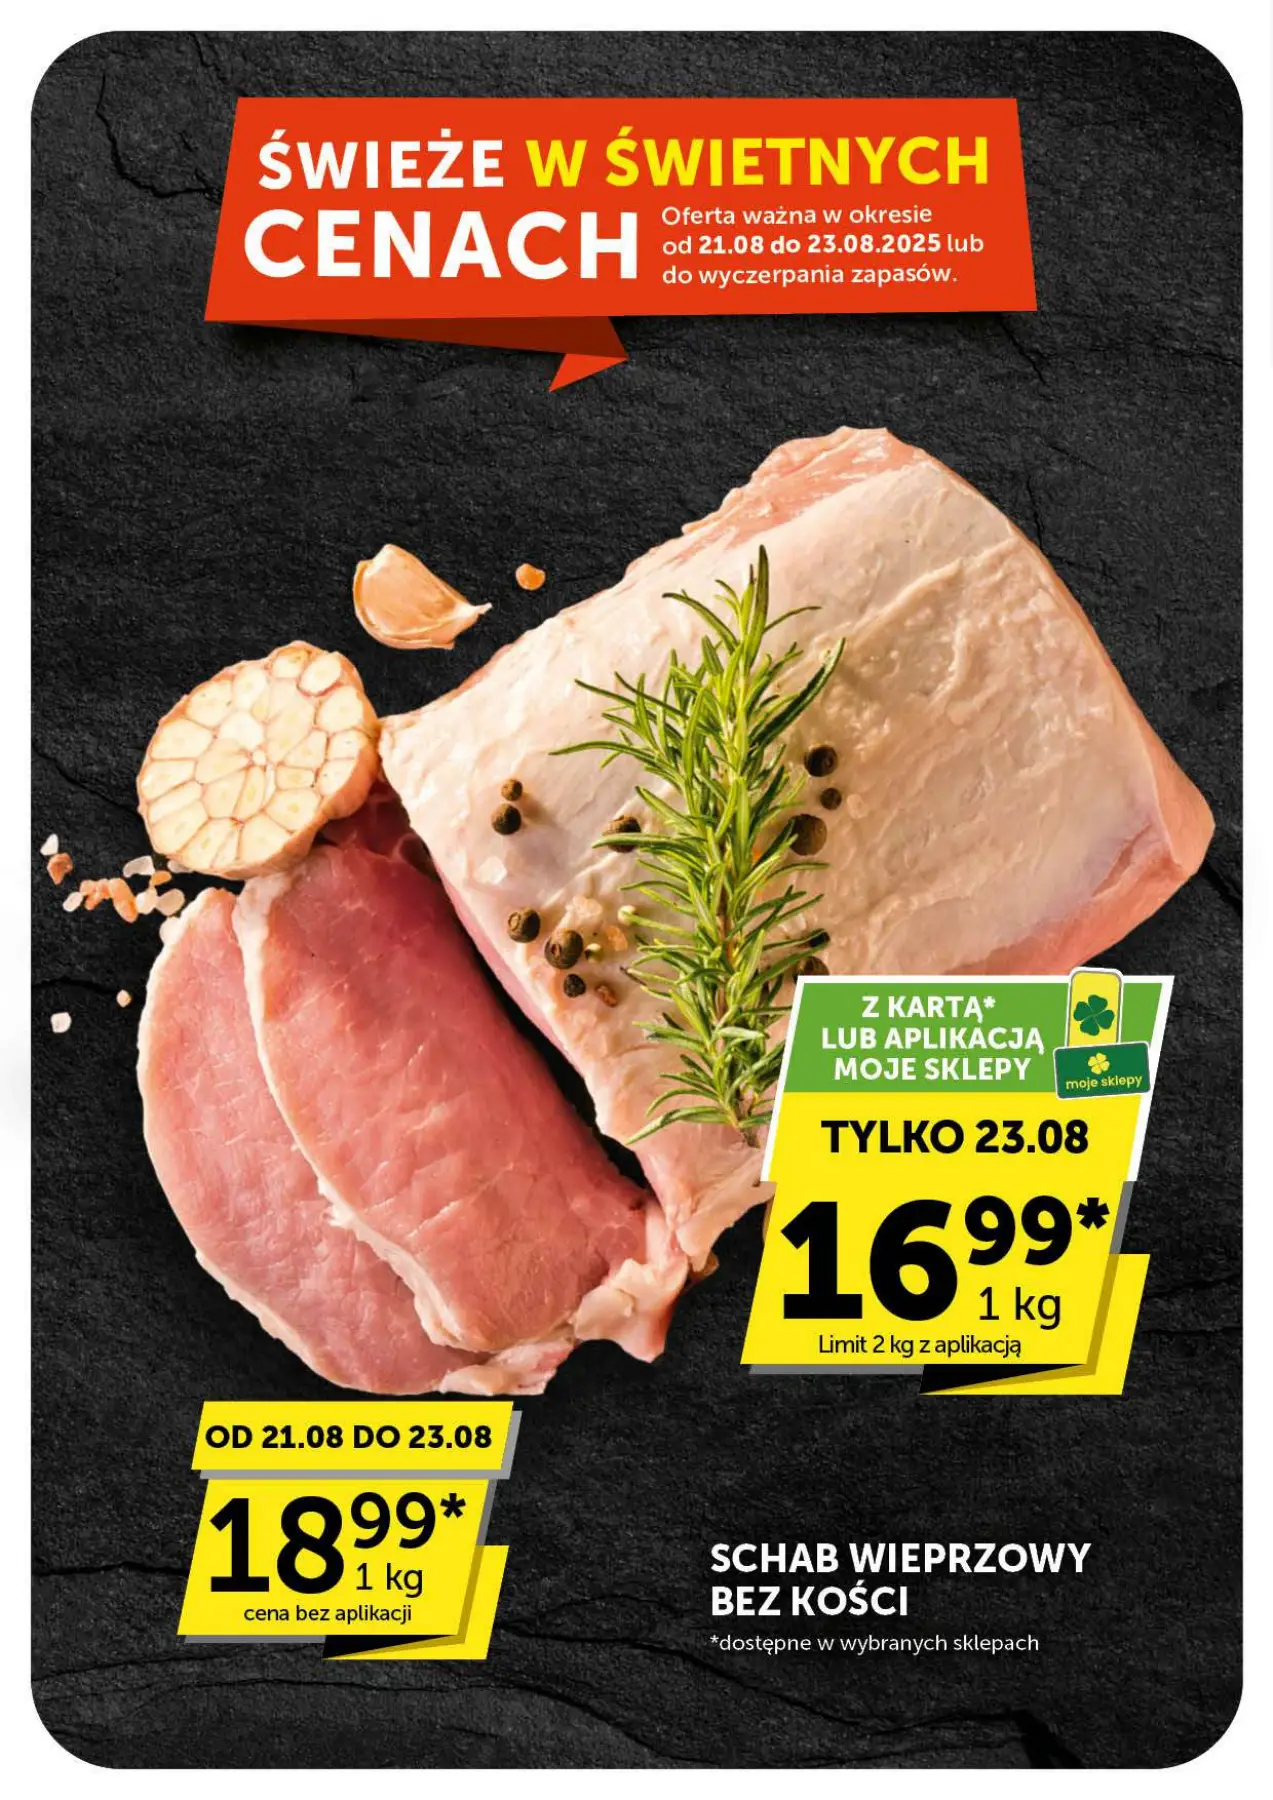 ŚWIEŻE W ŚWIETNYCH
CENACH
Oferta ważna w okresie
od 21.08 do 23.08.2025 lub
do wyczerpania zapasów.
Z KARTĄ*
LUB APLIKACJĄ
MOJE SKLEPY
moje sklepy
TYLKO 23.08
16 99*
1 kg
Limit 2 kg z aplikacją
OD 21.08 DO 23.08
18 99*
1 kg
cena bez aplikacji
SCHAB WIEPRZOWY
BEZ KOŚCI
*dostępne w wybranych sklepach